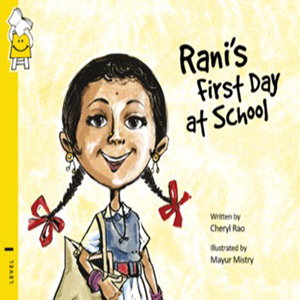 Rani's
First Day
at School
Written by
Cheryl Rao
Illustrated by
Mayur Mistry
LEVEL 1